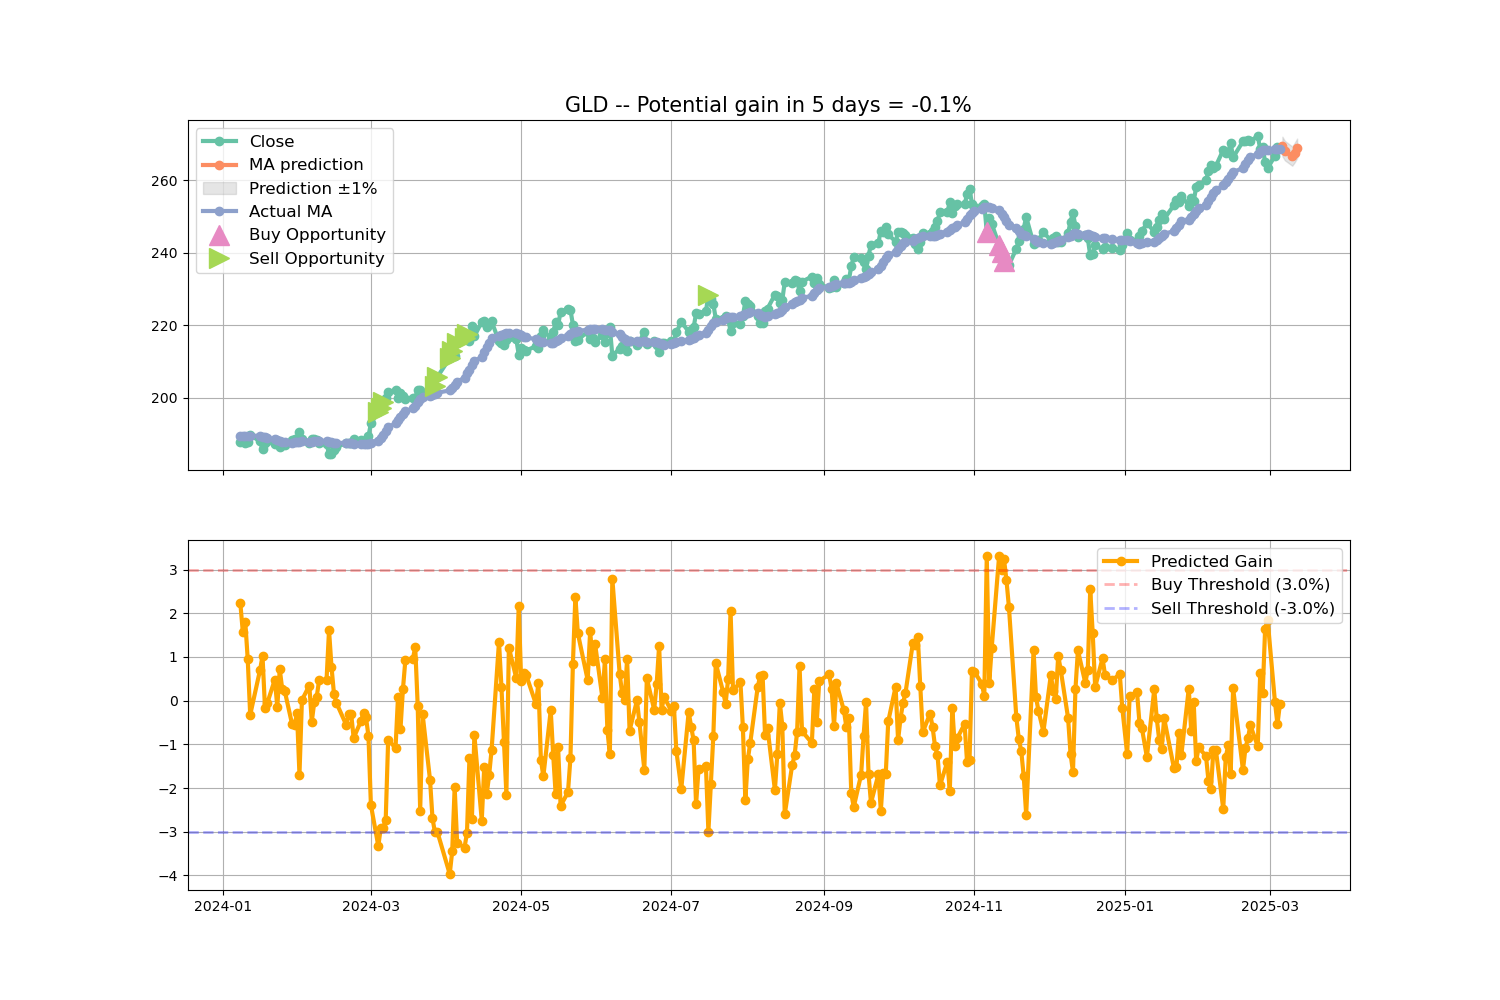 GLD -- Potential gain in 5 days = -0.1%
Close
MA prediction
Prediction ±1%
Actual MA
Buy Opportunity
Sell Opportunity
260
240
220
200
Predicted Gain
Buy Threshold (3.0%)
Sell Threshold (-3.0%)
3
2
1
0
−1
−2
−3
−4
2024-01 2024-03 2024-05 2024-07 2024-09 2024-11 2025-01 2025-03